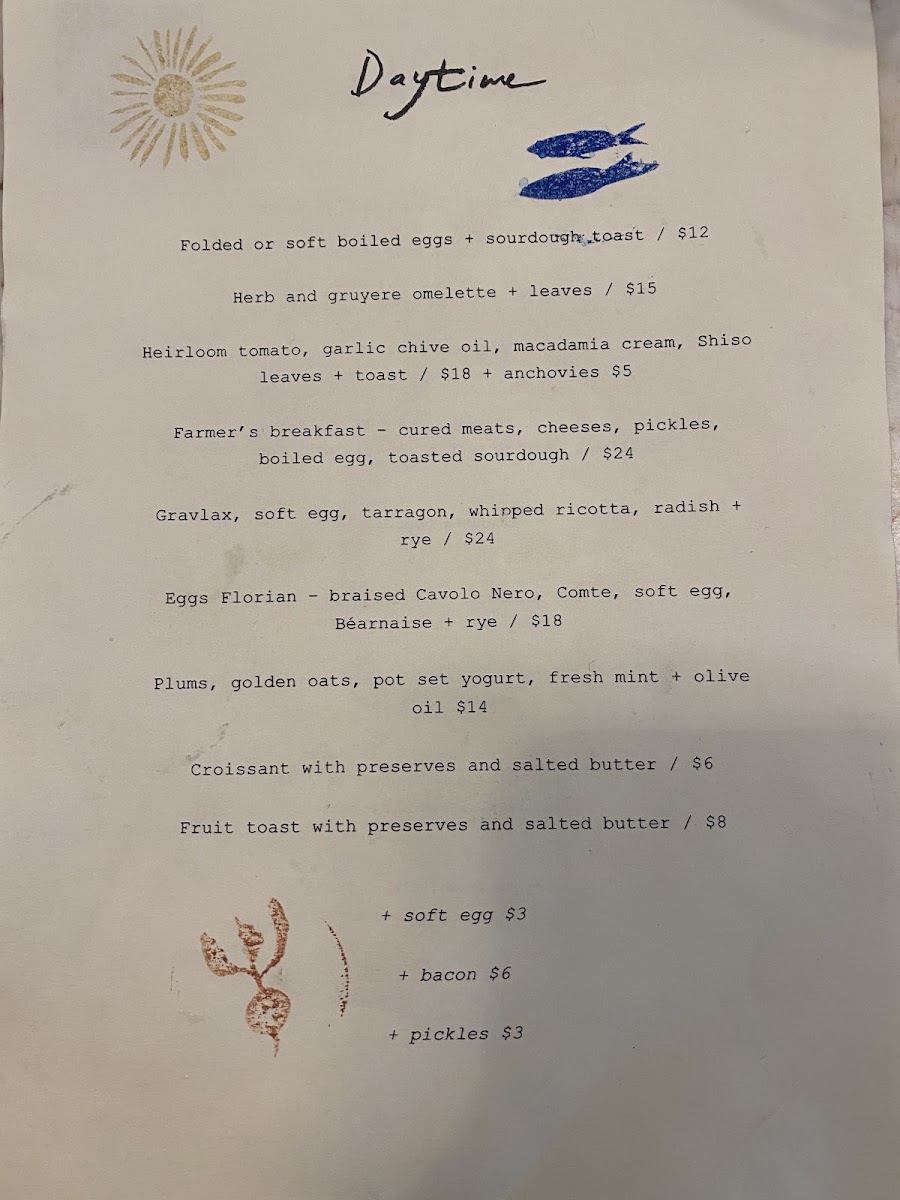 Daytime
Folded or soft boiled eggs + sourdough toast / $12
Herb and gruyere omelette + leaves / $15
Heirloom tomato, garlic chive oil, macadamia cream, Shiso
leaves + toast / $18 + anchovies $5
Farmer’s breakfast – cured meats, cheeses, pickles,
boiled egg, toasted sourdough / $24
Gravlax, soft egg, tarragon, whipped ricotta, radish +
rye / $24
Eggs Florian – braised Cavolo Nero, Comte, soft egg,
Béarnaise + rye / $18
Plums, golden oats, pot set yogurt, fresh mint + olive
oil $14
Croissant with preserves and salted butter / $6
Fruit toast with preserves and salted butter / $8
+ soft egg $3
+ bacon $6
+ pickles $3